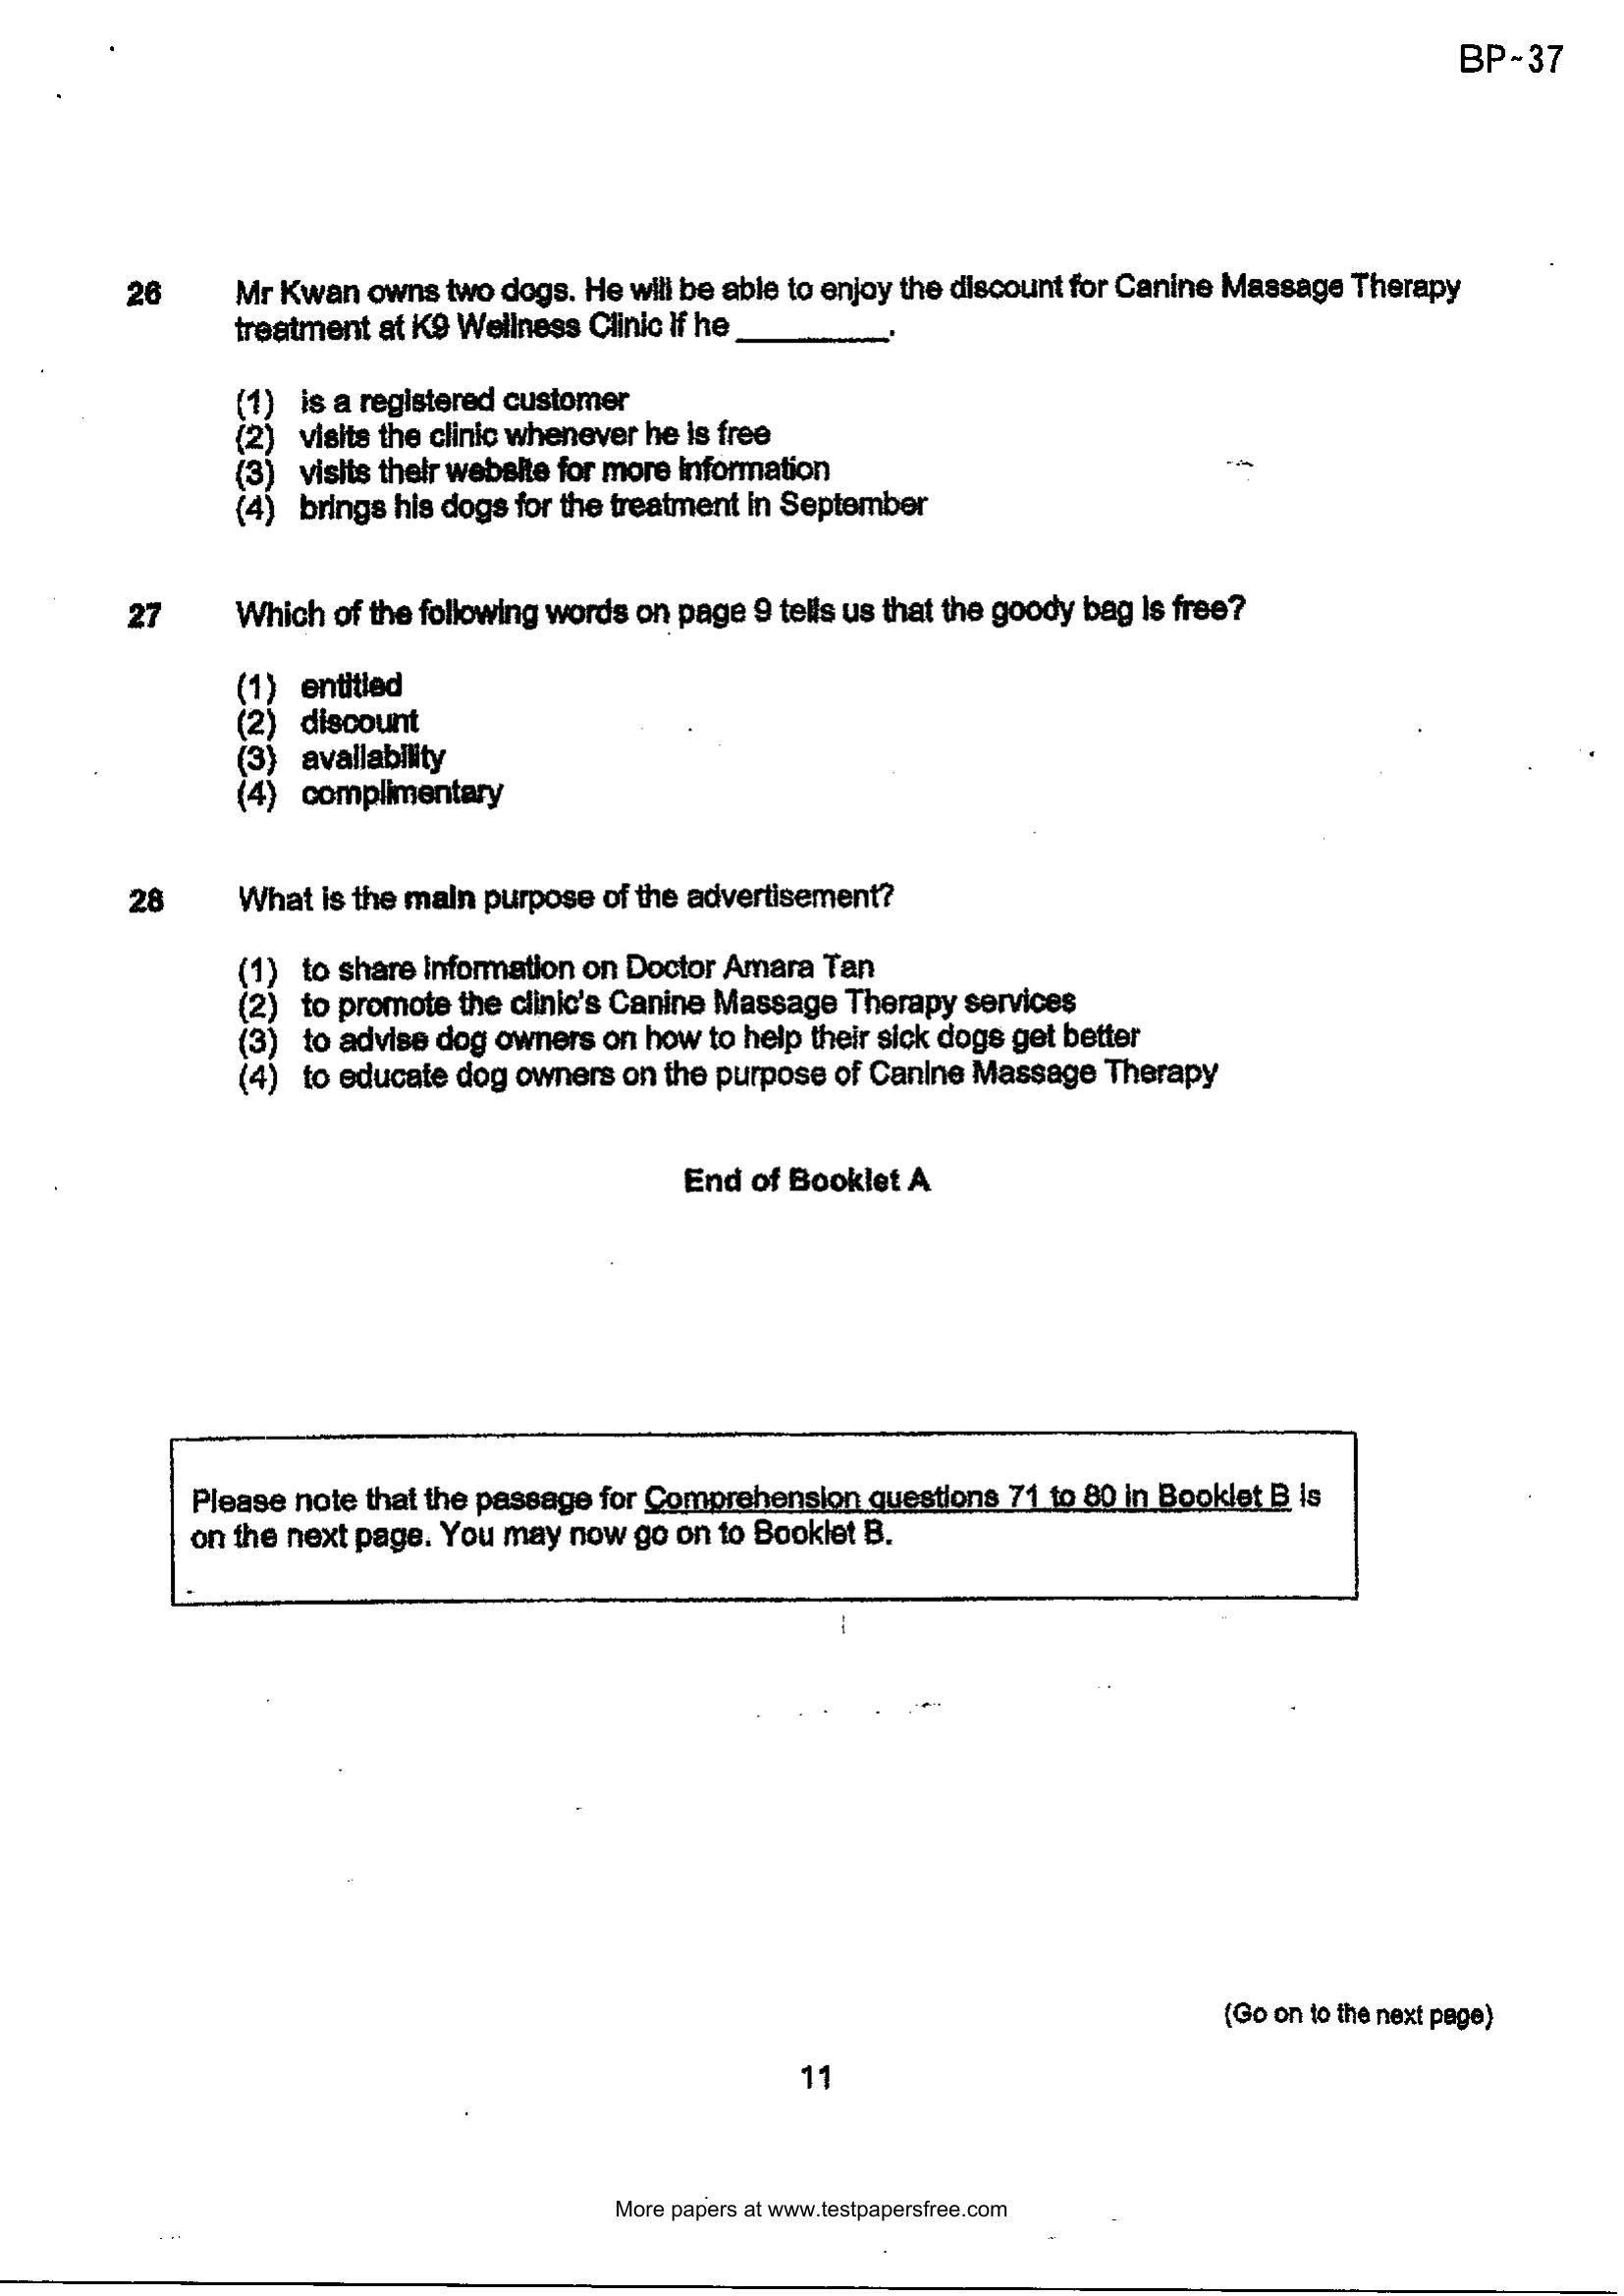 BP-37
26 Mr Kwan owns two dogs. He will be able to enjoy the discount for Canine Massage Therapy
treatment at K9 Wellness Clinic if he __________.
(1) is a registered customer
(2) visits the clinic whenever he is free
(3) visits their website for more information
(4) brings his dogs for the treatment in September
27 Which of the following words on page 9 tells us that the goody bag is free?
(1) entitled
(2) discount
(3) availability
(4) complimentary
28 What is the main purpose of the advertisement?
(1) to share information on Doctor Amara Tan
(2) to promote the clinic's Canine Massage Therapy services
(3) to advise dog owners on how to help their sick dogs get better
(4) to educate dog owners on the purpose of Canine Massage Therapy
End of Booklet A
Please note that the passage for Comprehension questions 71 to 80 in Booklet B is
on the next page. You may now go on to Booklet B.
(Go on to the next page)
11
More papers at www.testpapersfree.com